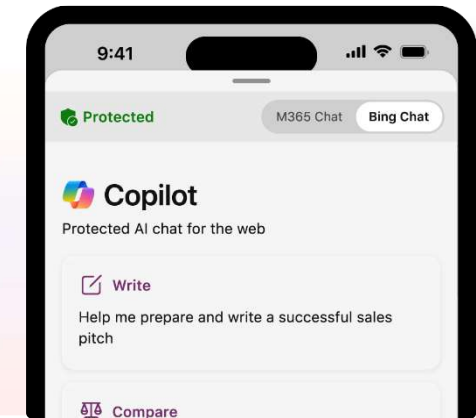 9:41
Protected
M365 Chat
Bing Chat
Copilot
Protected AI chat for the web
Write
Help me prepare and write a successful sales
pitch
Compare